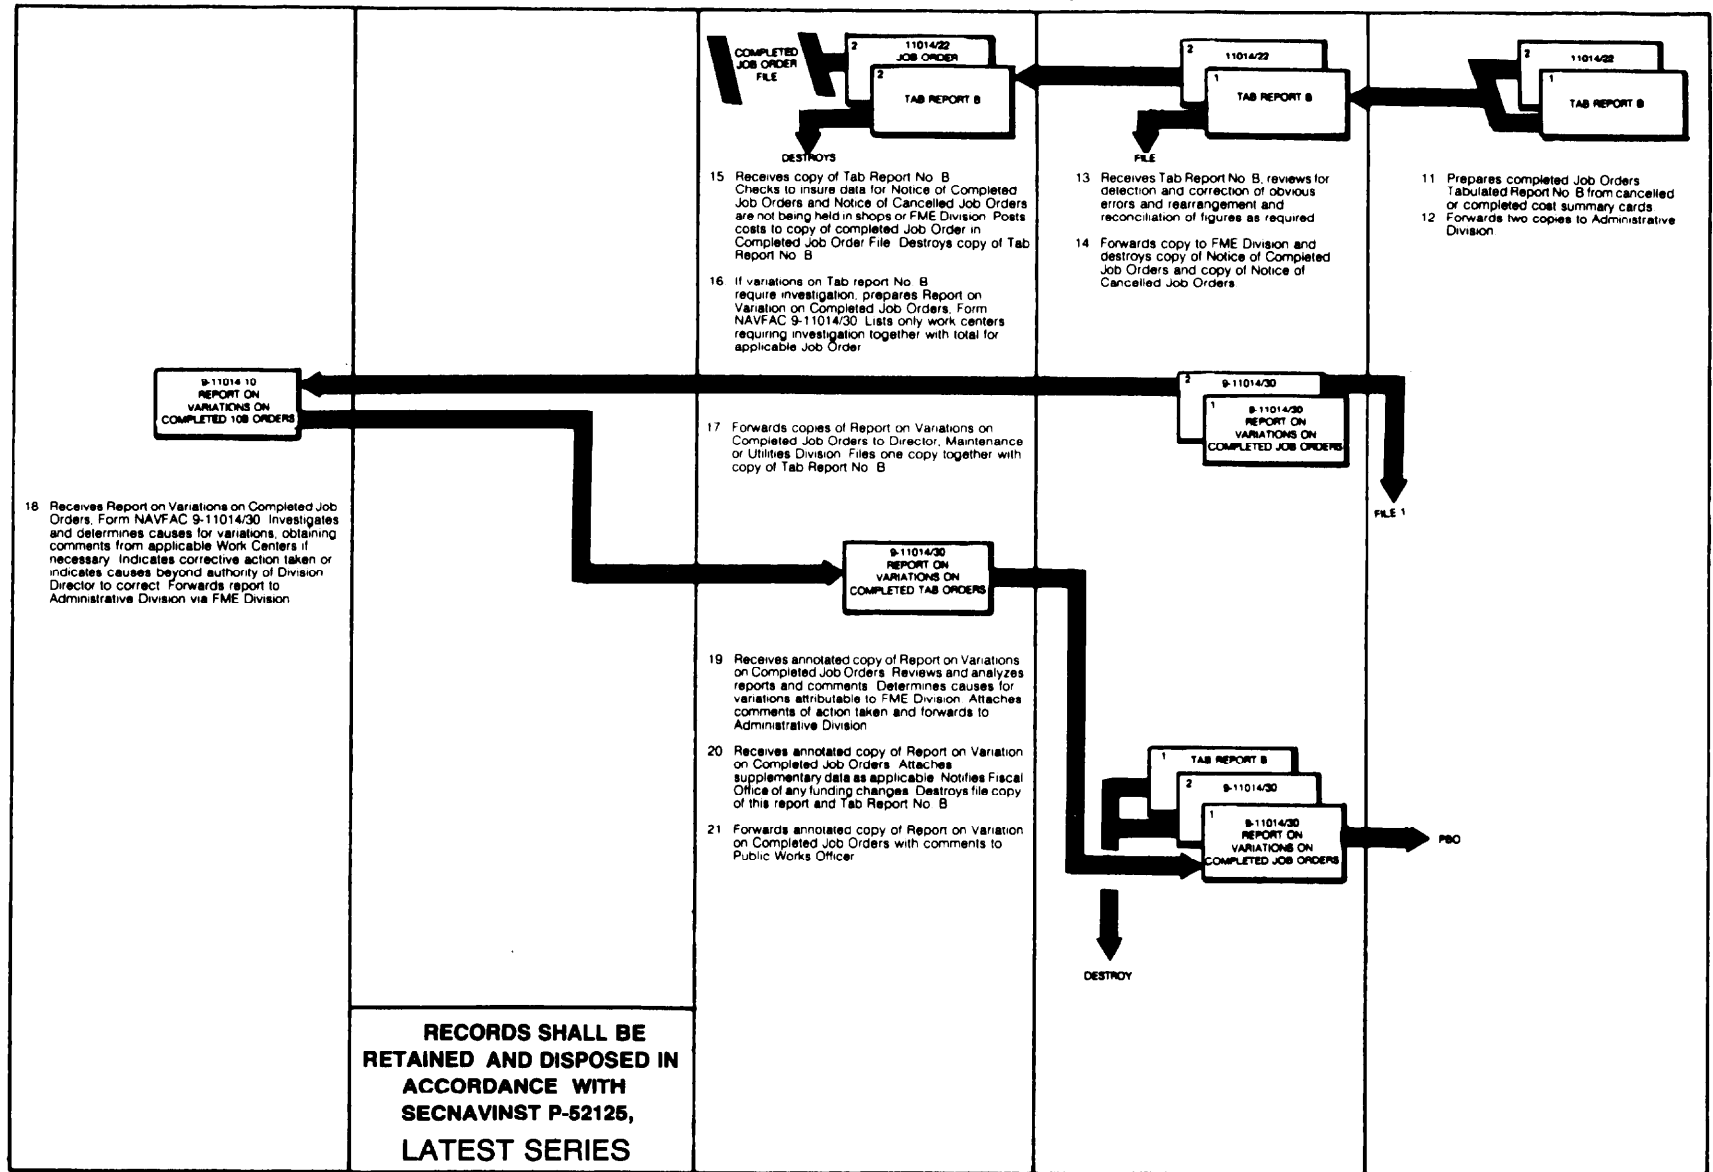 COMPLETED
JOB ORDER
FILE
2 11014/22
JOB ORDER
2
TAB REPORT B
DESTROYS
2 11014/22
1
TAB REPORT B
FILE
2 11014/22
1
TAB REPORT B
15 Receives copy of Tab Report No B
Checks to insure data for Notice of Completed
Job Orders and Notice of Cancelled Job Orders
are not being held in shops or FME Division Posts
costs to copy of completed Job Order in
Completed Job Order File Destroys copy of Tab
Report No B
16 If variations on Tab report No B
require investigation, prepares Report on
Variation on Completed Job Orders, Form
NAVFAC 9-11014/30 Lists only work centers
requiring investigation together with total for
applicable Job Order
13 Receives Tab Report No B, reviews for
detection and correction of obvious
errors and rearrangement and
reconciliation of figures as required
14 Forwards copy to FME Division and
destroys copy of Notice of Completed
Job Orders and copy of Notice of
Cancelled Job Orders
11 Prepares completed Job Orders
Tabulated Report No B from cancelled
or completed cost summary cards
12 Forwards two copies to Administrative
Division
9-11014 10
REPORT ON
VARIATIONS ON
COMPLETED 10B ORDERS
2 9-11014/30
1
9-11014/30
REPORT ON
VARIATIONS ON
COMPLETED JOB ORDERS
FILE 1
17 Forwards copies of Report on Variations on
Completed Job Orders to Director, Maintenance
or Utilities Division Files one copy together with
copy of Tab Report No B
18 Receives Report on Variations on Completed Job
Orders, Form NAVFAC 9-11014/30 Investigates
and determines causes for variations, obtaining
comments from applicable Work Centers if
necessary Indicates corrective action taken or
indicates causes beyond authority of Division
Director to correct Forwards report to
Administrative Division via FME Division
9-11014/30
REPORT ON
VARIATIONS ON
COMPLETED TAB ORDERS
19 Receives annotated copy of Report on Variations
on Completed Job Orders Reviews and analyzes
reports and comments Determines causes for
variations attributable to FME Division Attaches
comments of action taken and forwards to
Administrative Division
20 Receives annotated copy of Report on Variation
on Completed Job Orders Attaches
supplementary data as applicable Notifies Fiscal
Office of any funding changes Destroys file copy
of this report and Tab Report No B
21 Forwards annotated copy of Report on Variation
on Completed Job Orders with comments to
Public Works Officer
1 TAB REPORT B
2 9-11014/30
1
9-11014/30
REPORT ON
VARIATIONS ON
COMPLETED JOB ORDERS
PBO
DESTROY
RECORDS SHALL BE
RETAINED AND DISPOSED IN
ACCORDANCE WITH
SECNAVINST P-52125,
LATEST SERIES